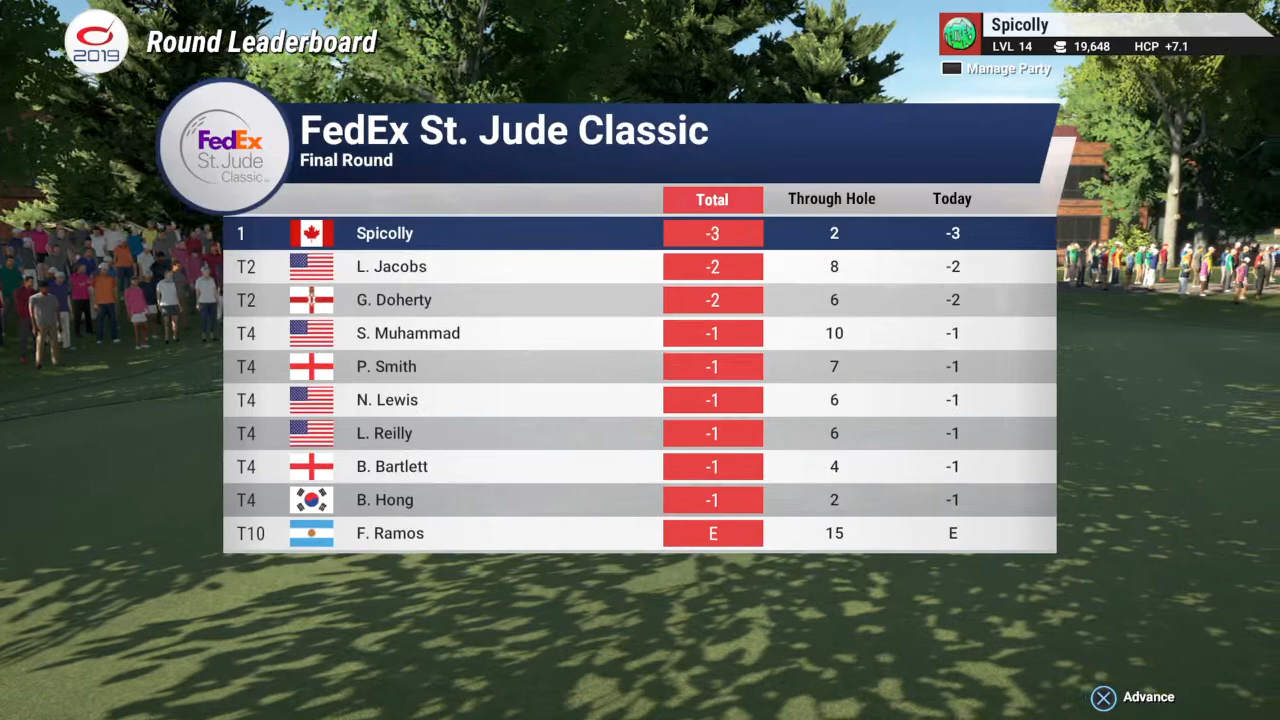 2019
Round Leaderboard
Spicolly
LVL 14 19,648 HCP +7.1
Manage Party
FedEx
St. Jude
Classic
FedEx St. Jude Classic
Final Round
Total Through Hole Today
1 Spicolly -3 2 -3
T2 L. Jacobs -2 8 -2
T2 G. Doherty -2 6 -2
T4 S. Muhammad -1 10 -1
T4 P. Smith -1 7 -1
T4 N. Lewis -1 6 -1
T4 L. Reilly -1 6 -1
T4 B. Bartlett -1 4 -1
T4 B. Hong -1 2 -1
T10 F. Ramos E 15 E
Advance